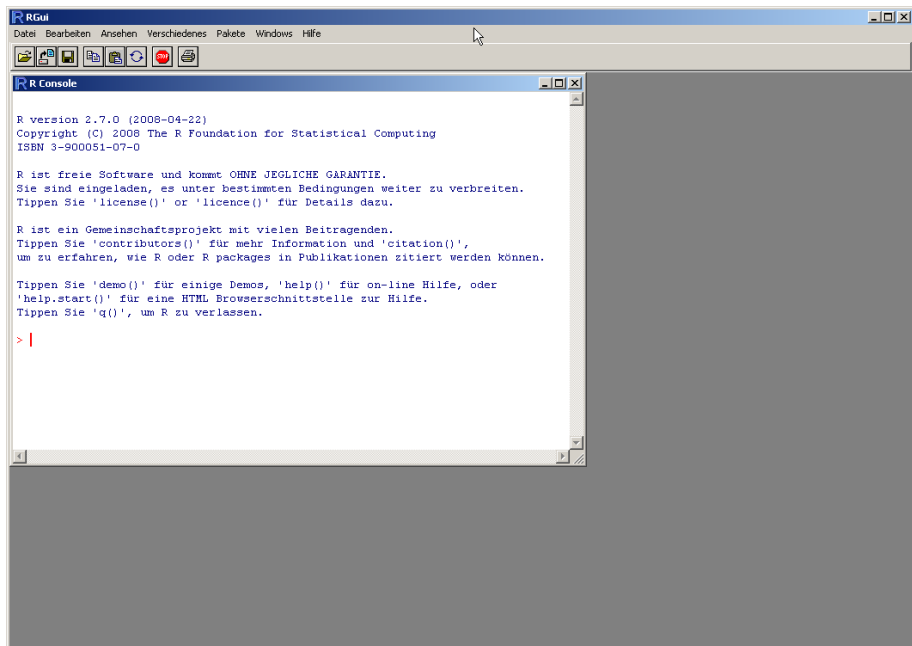 RGui
Datei Bearbeiten Ansehen Verschiedenes Pakete Windows Hilfe
STOP
R Console
R version 2.7.0 (2008-04-22)
Copyright (C) 2008 The R Foundation for Statistical Computing
ISBN 3-900051-07-0
R ist freie Software und kommt OHNE JEGLICHE GARANTIE.
Sie sind eingeladen, es unter bestimmten Bedingungen weiter zu verbreiten.
Tippen Sie 'license()' or 'licence()' für Details dazu.
R ist ein Gemeinschaftsprojekt mit vielen Beitragenden.
Tippen Sie 'contributors()' für mehr Information und 'citation()',
um zu erfahren, wie R oder R packages in Publikationen zitiert werden können.
Tippen Sie 'demo()' für einige Demos, 'help()' für on-line Hilfe, oder
'help.start()' für eine HTML Browserschnittstelle zur Hilfe.
Tippen Sie 'q()', um R zu verlassen.
>